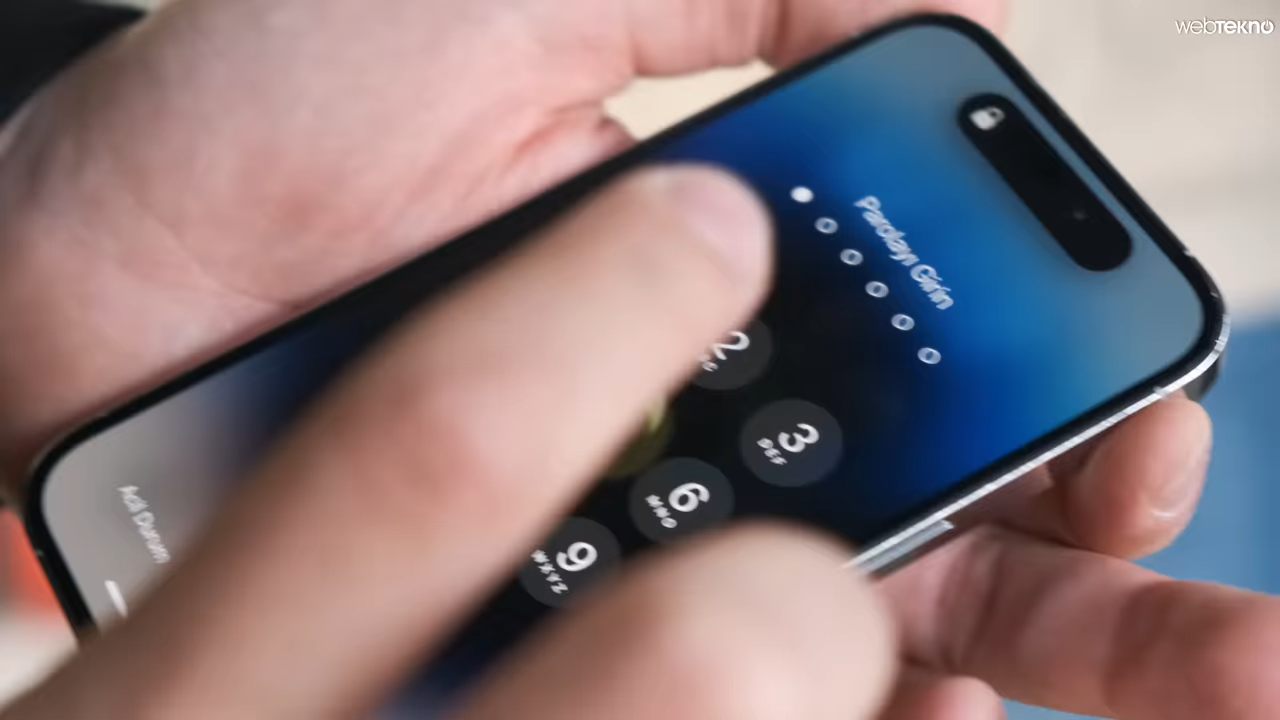 webTEKNO
Parolayı Girin
2
3
DEF
6
MNO
9
WXYZ
Acil Durum